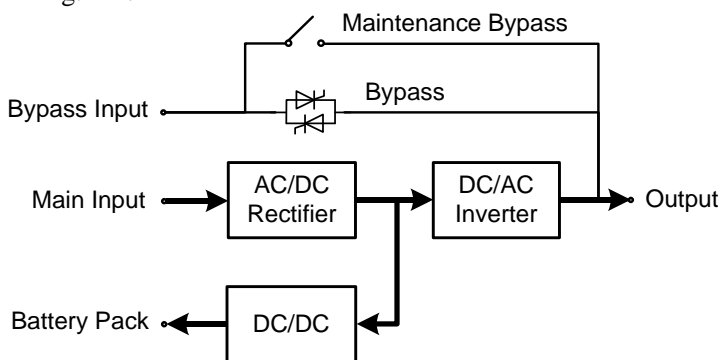 Maintenance Bypass
Bypass Input
Bypass
Main Input
AC/DC
Rectifier
DC/AC
Inverter
Output
Battery Pack
DC/DC